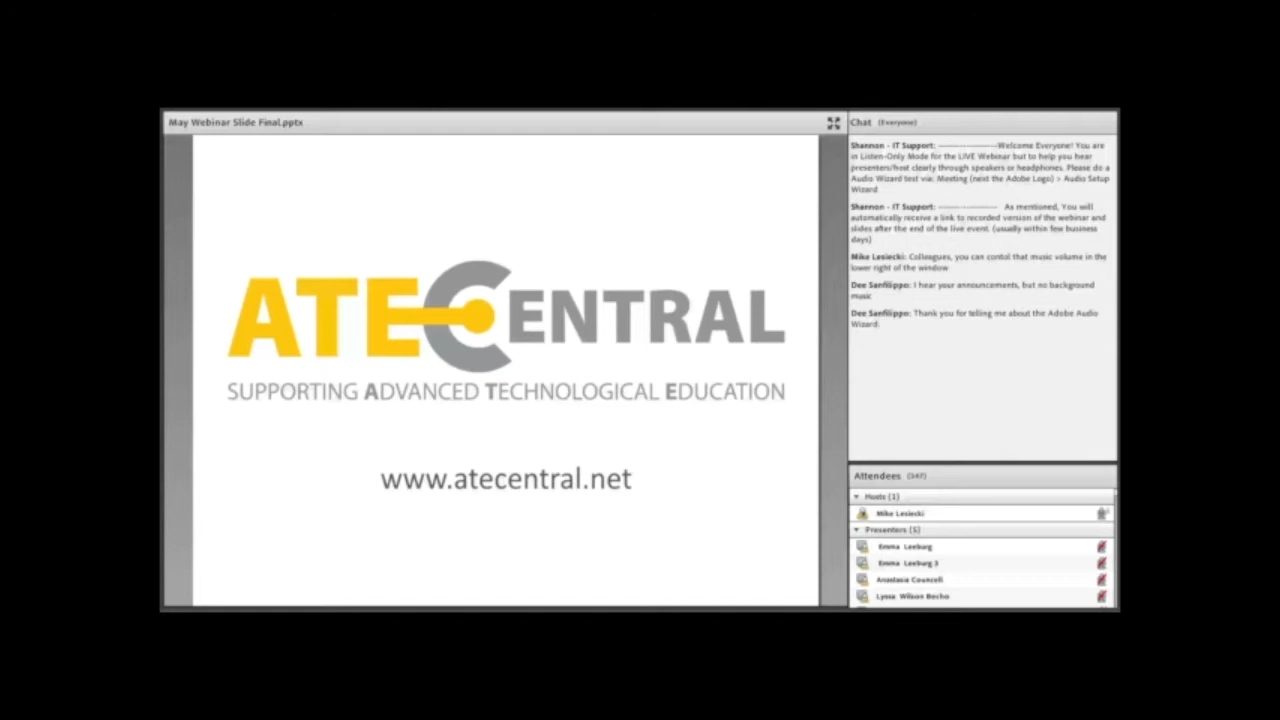 May Webinar Slide Final.pptx
ATE CENTRAL
SUPPORTING ADVANCED TECHNOLOGICAL EDUCATION
www.atecentral.net
Chat (Everyone)
Shannon - IT Support: -------------------Welcome Everyone! You are
in Listen-Only Mode for the LIVE Webinar but to help you hear
presenters/host clearly through speakers or headphones. Please do a
Audio Wizard test via: Meeting (next the Adobe Logo) > Audio Setup
Wizard
Shannon - IT Support: ------------------- As mentioned, You will
automatically receive a link to recorded version of the webinar and
slides after the end of the live event. (usually within few business
days)
Mike Lesiecki: Colleagues, you can contol that music volume in the
lower right of the window
Dee Sanfilippo: I hear your announcements, but no background
music
Dee Sanfilippo: Thank you for telling me about the Adobe Audio
Wizard.
Attendees
Hosts (1)
Mike Lesiecki
Presenters (5)
Emma Leeburg
Emma Leeburg 3
Anastasia Councell
Lyssa Wilson Becho